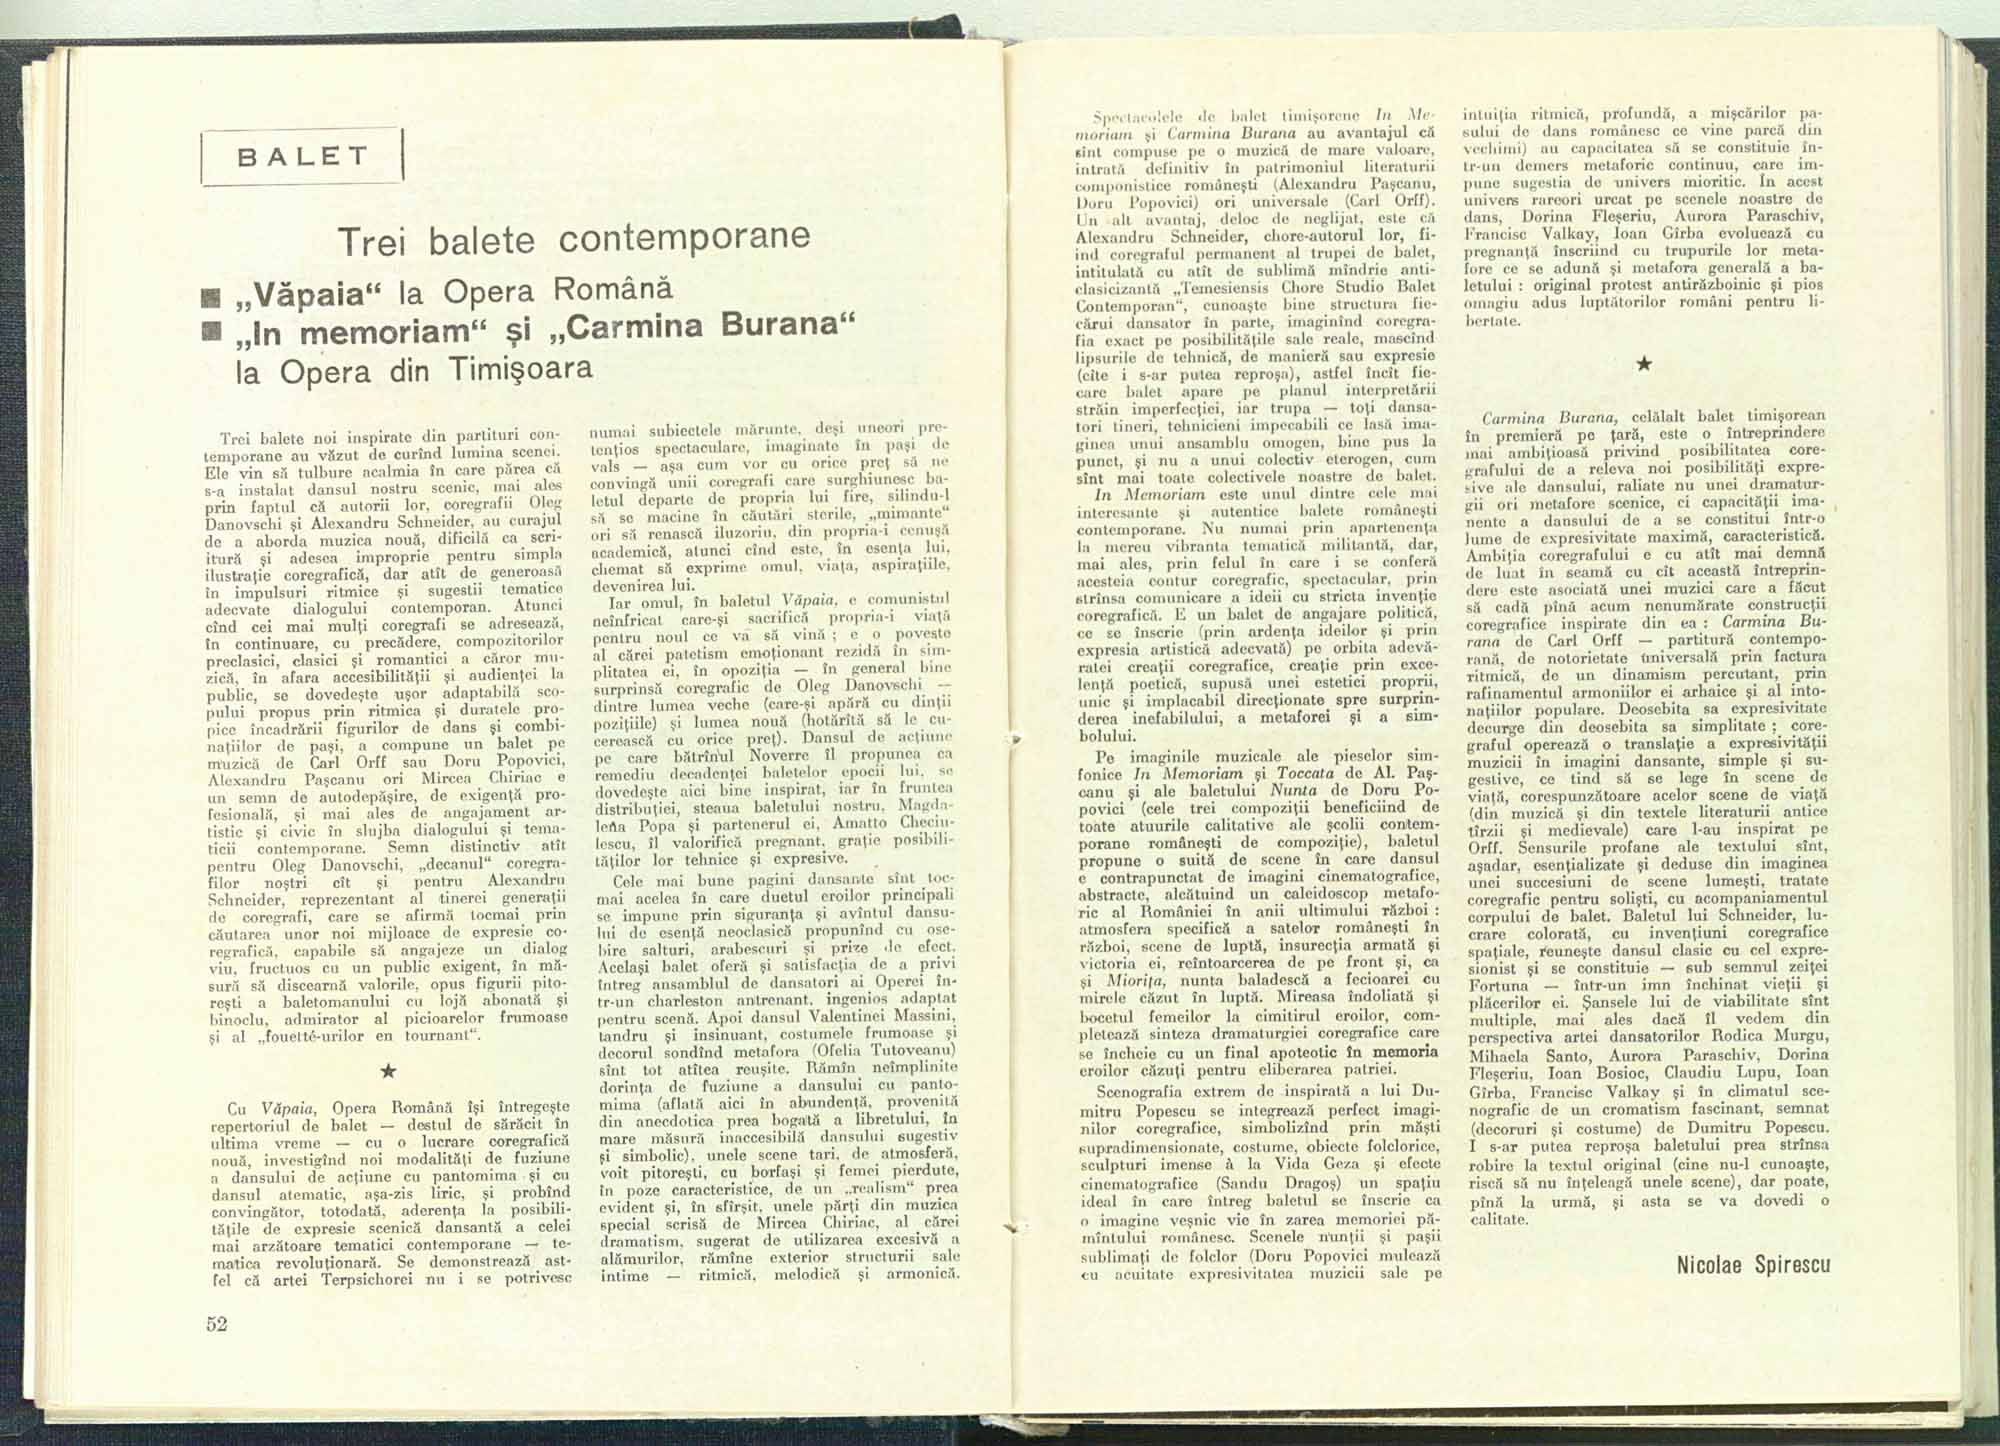 BALET
Trei balete contemporane
■ „Văpaia“ la Opera Română
■ „In memoriam“ și „Carmina Burana“
la Opera din Timișoara
Trei balete noi inspirate din partituri con-
temporane au văzut de curînd lumina scenei.
Ele vin să tulbure acalmia în care părea că
s-a instalat dansul nostru scenic, mai ales
prin faptul că autorii lor, coregrafii Oleg
Danovschi și Alexandru Schneider, au curajul
de a aborda muzica nouă, dificilă ca scri-
itură și adesea improprie pentru simpla
ilustrație coregrafică, dar atît de generoasă
în impulsuri ritmice și sugestii tematice
adecvate dialogului contemporan. Atunci
cînd cei mai mulți coregrafi se adresează,
în continuare, cu precădere, compozitorilor
preclasici, clasici și romantici a căror mu-
zică, în afara accesibilității și audienței la
public, se dovedește ușor adaptabilă sco-
pului propus prin ritmica și duratele pro-
pice încadrării figurilor de dans și combi-
națiilor de pași, a compune un balet pe
muzică de Carl Orff sau Doru Popovici,
Alexandru Pașcanu ori Mircea Chiriac e
un semn de autodepășire, de exigență pro-
fesională, și mai ales de angajament ar-
tistic și civic în slujba dialogului și tema-
ticii contemporane. Semn distinctiv atît
pentru Oleg Danovschi, „decanul“ coregra-
filor noștri cît și pentru Alexandru
Schneider, reprezentant al tinerei generații
de coregrafi, care se afirmă tocmai prin
căutarea unor noi mijloace de expresie co-
regrafică, capabile să angajeze un dialog
viu, fructuos cu un public exigent, în mă-
sură să discearnă valorile, opus figurii pito-
rești a baletomanului cu lojă abonată și
binoclu, admirator al picioarelor frumoase
și al „fouetté-urilor en tournant“.
★
Cu Văpaia, Opera Română își întregește
repertoriul de balet — destul de sărăcit în
ultima vreme — cu o lucrare coregrafică
nouă, investigînd noi modalități de fuziune
a dansului de acțiune cu pantomima și cu
dansul atematic, așa-zis liric, și probînd
convingător, totodată, aderența la posibili-
tățile de expresie scenică dansantă a celei
mai arzătoare tematici contemporane — te-
matica revoluționară. Se demonstrează ast-
fel că artei Terpsichorei nu i se potrivesc
numai subiectele mărunte, deși uneori pre-
tențios spectaculare, imaginate în pași de
vals — așa cum vor cu orice preț să ne
convingă unii coregrafi care surghiunesc ba-
letul departe de propria lui fire, silindu-l
să se macine în căutări sterile, „mimante“
ori să renască iluzoriu, din propria-i cenușă
academică, atunci cînd este, în esența lui,
chemat să exprime omul, viața, aspirațiile,
devenirea lui.
Iar omul, în baletul Văpaia, e comunistul
neînfricat care-și sacrifică propria-i viață
pentru noul ce va să vină ; e o poveste
al cărei patetism emoționant rezidă în sim-
plitatea ei, în opoziția — în general bine
surprinsă coregrafic de Oleg Danovschi —
dintre lumea veche (care-și apără cu dinții
pozițiile) și lumea nouă (hotărîtă să le cu-
cerească cu orice preț). Dansul de acțiune
pe care bătrînul Noverre îl propunea ca
remediu decadenței baletelor epocii lui, se
dovedește aici bine inspirat, iar în fruntea
distribuției, steaua baletului nostru, Magda-
lena Popa și partenerul ei, Amatto Checiu-
lescu, îl valorifică pregnant, grație posibili-
tăților lor tehnice și expresive.
Cele mai bune pagini dansante sînt toc-
mai acelea în care duetul eroilor principali
se impune prin siguranța și avîntul dansu-
lui de esență neoclasică propunînd cu ose-
bire salturi, arabescuri și prize de efect.
Același balet oferă și satisfacția de a privi
întreg ansamblul de dansatori ai Operei în-
tr-un charleston antrenant, ingenios adaptat
pentru scenă. Apoi dansul Valentinei Massini,
tandru și insinuant, costumele frumoase și
decorul sondînd metafora (Ofelia Tutoveanu)
sînt tot atîtea reușite. Rămîn neîmplinite
dorința de fuziune a dansului cu panto-
mima (aflată aici în abundență, provenită
din anecdotica prea bogată a libretului, în
mare măsură inaccesibilă dansului sugestiv
și simbolic), unele scene tari, de atmosferă,
voit pitorești, cu borfași și femei pierdute,
în poze caracteristice, de un „realism“ prea
evident și, în sfîrșit, unele părți din muzica
special scrisă de Mircea Chiriac, al cărei
dramatism, sugerat de utilizarea excesivă a
alămurilor, rămîne exterior structurii sale
intime — ritmică, melodică și armonică.
52
Spectacolele de balet timișorene In Me-
moriam și Carmina Burana au avantajul că
sînt compuse pe o muzică de mare valoare,
intrată definitiv în patrimoniul literaturii
componistice românești (Alexandru Pașcanu,
Doru Popovici) ori universale (Carl Orff).
Un alt avantaj, deloc de neglijat, este că
Alexandru Schneider, chore-autorul lor, fi-
ind coregraful permanent al trupei de balet,
intitulată cu atît de sublimă mîndrie anti-
clasicizantă „Temesiensis Chore Studio Balet
Contemporan“, cunoaște bine structura fie-
cărui dansator în parte, imaginînd coregra-
fia exact pe posibilitățile sale reale, mascînd
lipsurile de tehnică, de manieră sau expresie
(cîte i s-ar putea reproșa), astfel încît fie-
care balet apare pe planul interpretării
străin imperfecției, iar trupa — toți dansa-
tori tineri, tehnicieni impecabili ce lasă ima-
ginea unui ansamblu omogen, bine pus la
punct, și nu a unui colectiv eterogen, cum
sînt mai toate colectivele noastre de balet.
In Memoriam este unul dintre cele mai
interesante și autentice balete românești
contemporane. Nu numai prin apartenența
la mereu vibranta tematică militantă, dar,
mai ales, prin felul în care i se conferă
acesteia contur coregrafic, spectacular, prin
strînsa comunicare a ideii cu stricta invenție
coregrafică. E un balet de angajare politică,
ce se înscrie (prin ardența ideilor și prin
expresia artistică adecvată) pe orbita adevă-
ratei creații coregrafice, creație prin exce-
lență poetică, supusă unei estetici proprii,
unic și implacabil direcționate spre surprin-
derea inefabilului, a metaforei și a sim-
bolului.
Pe imaginile muzicale ale pieselor sim-
fonice In Memoriam și Toccata de Al. Paș-
canu și ale baletului Nunta de Doru Po-
povici (cele trei compoziții beneficiind de
toate atuurile calitative ale școlii contem-
porane românești de compoziție), baletul
propune o suită de scene în care dansul
e contrapunctat de imagini cinematografice,
abstracte, alcătuind un caleidoscop metafo-
ric al României în anii ultimului război :
atmosfera specifică a satelor românești în
război, scene de luptă, insurecția armată și
victoria ei, reîntoarcerea de pe front și, ca
și Miorița, nunta baladescă a fecioarei cu
mirele căzut în luptă. Mireasa îndoliată și
bocetul femeilor la cimitirul eroilor, com-
pletează sinteza dramaturgiei coregrafice care
se încheie cu un final apoteotic în memoria
eroilor căzuți pentru eliberarea patriei.
Scenografia extrem de inspirată a lui Du-
mitru Popescu se integrează perfect imagi-
nilor coregrafice, simbolizînd prin măști
supradimensionate, costume, obiecte folclorice,
sculpturi imense à la Vida Geza și efecte
cinematografice (Sandu Dragoș) un spațiu
ideal în care întreg baletul se înscrie ca
o imagine veșnic vie în zarea memoriei pă-
mîntului românesc. Scenele nunții și pașii
sublimați de folclor (Doru Popovici mulează
cu acuitate expresivitatea muzicii sale pe
intuiția ritmică, profundă, a mișcărilor pa-
sului de dans românesc ce vine parcă din
vechimi) au capacitatea să se constituie în-
tr-un demers metaforic continuu, care im-
pune sugestia de univers mioritic. În acest
univers rareori urcat pe scenele noastre de
dans, Dorina Fleșeriu, Aurora Paraschiv,
Francisc Valkay, Ioan Gîrba evoluează cu
pregnanță înscriind cu trupurile lor meta-
fore ce se adună și metafora generală a ba-
letului : original protest antirăzboinic și pios
omagiu adus luptătorilor români pentru li-
bertate.
★
Carmina Burana, celălalt balet timișorean
în premieră pe țară, este o întreprindere
mai ambițioasă privind posibilitatea core-
grafului de a releva noi posibilități expre-
sive ale dansului, raliate nu unei dramatur-
gii ori metafore scenice, ci capacității ima-
nente a dansului de a se constitui într-o
lume de expresivitate maximă, caracteristică.
Ambiția coregrafului e cu atît mai demnă
de luat în seamă cu cît această întreprin-
dere este asociată unei muzici care a făcut
să cadă pînă acum nenumărate construcții
coregrafice inspirate din ea : Carmina Bu-
rana de Carl Orff — partitură contempo-
rană, de notorietate universală prin factura
ritmică, de un dinamism percutant, prin
rafinamentul armoniilor ei arhaice și al into-
națiilor populare. Deosebita sa expresivitate
decurge din deosebita sa simplitate ; core-
graful operează o translație a expresivității
muzicii în imagini dansante, simple și su-
gestive, ce tind să se lege în scene de
viață, corespunzătoare acelor scene de viață
(din muzică și din textele literaturii antice
tîrzii și medievale) care l-au inspirat pe
Orff. Sensurile profane ale textului sînt,
așadar, esențializate și deduse din imaginea
unei succesiuni de scene lumești, tratate
coregrafic pentru soliști, cu acompaniamentul
corpului de balet. Baletul lui Schneider, lu-
crare colorată, cu invențiuni coregrafice
spațiale, reunește dansul clasic cu cel expre-
sionist și se constituie — sub semnul zeiței
Fortuna — într-un imn închinat vieții și
plăcerilor ei. Șansele lui de viabilitate sînt
multiple, mai ales dacă îl vedem din
perspectiva artei dansatorilor Rodica Murgu,
Mihaela Santo, Aurora Paraschiv, Dorina
Fleșeriu, Ioan Bosioc, Claudiu Lupu, Ioan
Gîrba, Francisc Valkay și în climatul sce-
nografic de un cromatism fascinant, semnat
(decoruri și costume) de Dumitru Popescu.
I s-ar putea reproșa baletului prea strînsa
robire la textul original (cine nu-l cunoaște,
riscă să nu înțeleagă unele scene), dar poate,
pînă la urmă, și asta se va dovedi o
calitate.
Nicolae Spirescu